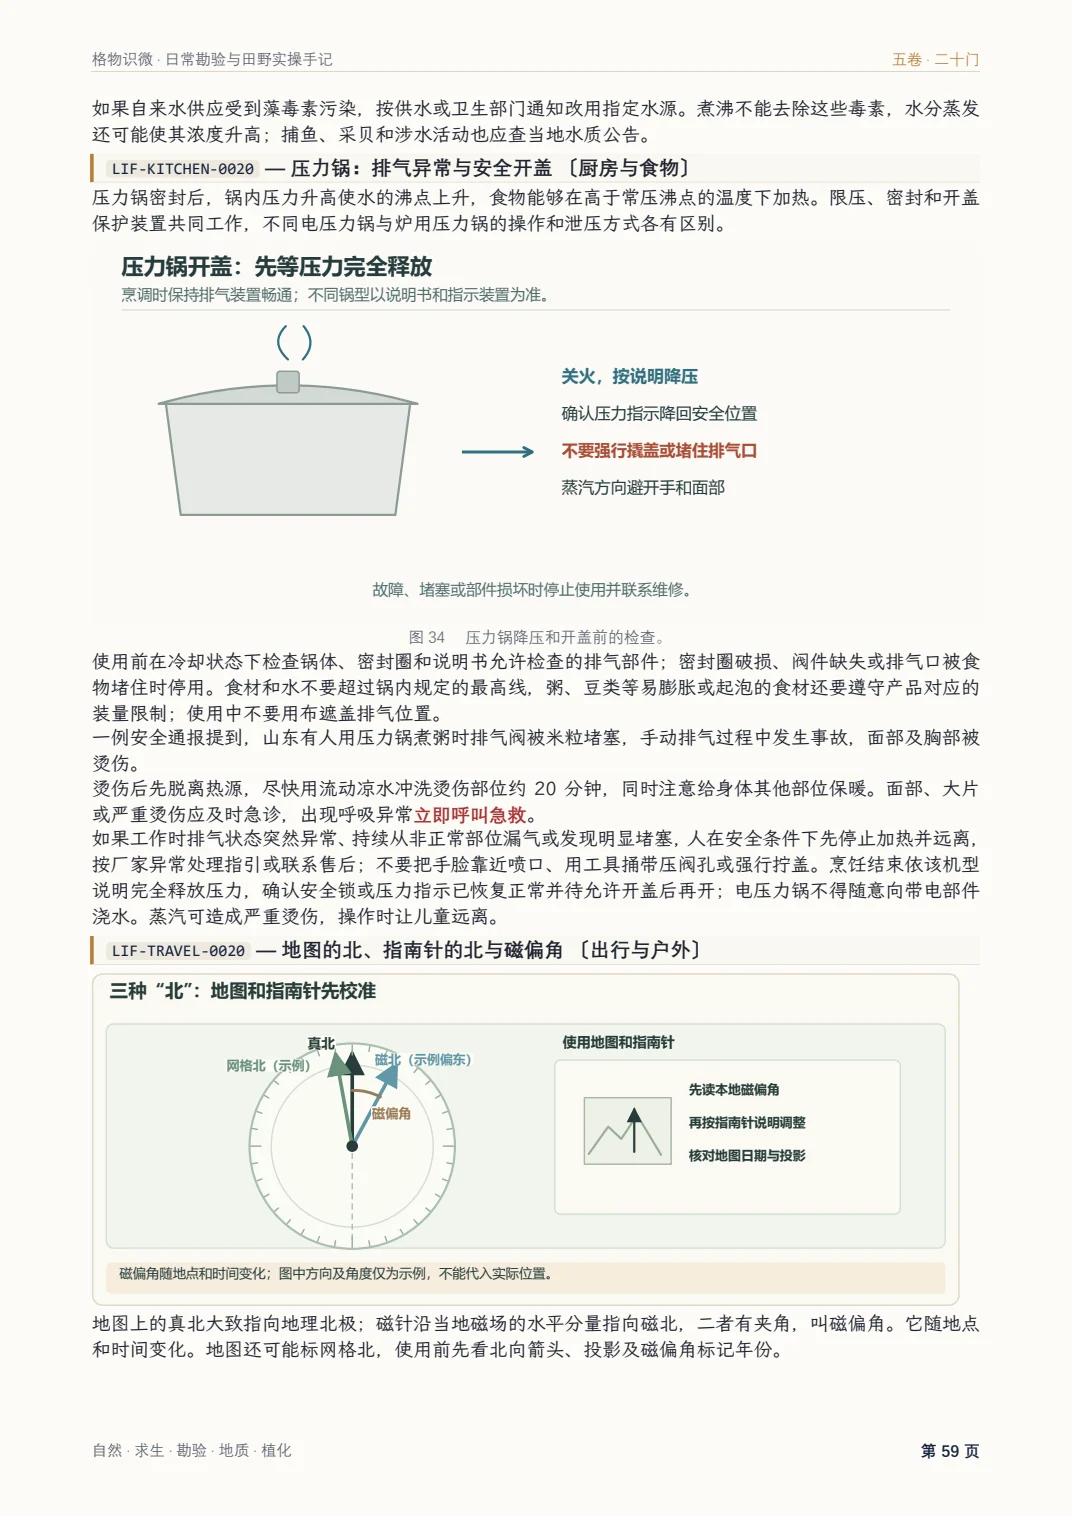 格物识微 · 日常勘验与田野实操手记
五卷 · 二十门
如果自来水供应受到藻毒素污染，按供水或卫生部门通知改用指定水源。煮沸不能去除这些毒素，水分蒸发
还可能使其浓度升高；捕鱼、采贝和涉水活动也应查当地水质公告。
LIF-KITCHEN-0020 — 压力锅：排气异常与安全开盖 〔厨房与食物〕
压力锅密封后，锅内压力升高使水的沸点上升，食物能够在高于常压沸点的温度下加热。限压、密封和开盖
保护装置共同工作，不同电压力锅与炉用压力锅的操作和泄压方式各有区别。
压力锅开盖：先等压力完全释放
烹调时保持排气装置畅通；不同锅型以说明书和指示装置为准。
关火，按说明降压
确认压力指示降回安全位置
不要强行撬盖或堵住排气口
蒸汽方向避开手和面部
故障、堵塞或部件损坏时停止使用并联系维修。
图 34 压力锅降压和开盖前的检查。
使用前在冷却状态下检查锅体、密封圈和说明书允许检查的排气部件；密封圈破损、阀件缺失或排气口被食
物堵住时停用。食材和水不要超过锅内规定的最高线，粥、豆类等易膨胀或起泡的食材还要遵守产品对应的
装量限制；使用中不要用布遮盖排气位置。
一例安全通报提到，山东有人用压力锅煮粥时排气阀被米粒堵塞，手动排气过程中发生事故，面部及胸部被
烫伤。
烫伤后先脱离热源，尽快用流动凉水冲洗烫伤部位约 20 分钟，同时注意给身体其他部位保暖。面部、大片
或严重烫伤应及时急诊，出现呼吸异常立即呼叫急救。
如果工作时排气状态突然异常、持续从非正常部位漏气或发现明显堵塞，人在安全条件下先停止加热并远离，
按厂家异常处理指引或联系售后；不要把手脸靠近喷口、用工具捅带压阀孔或强行拧盖。烹饪结束依该机型
说明完全释放压力，确认安全锁或压力指示已恢复正常并待允许开盖后再开；电压力锅不得随意向带电部件
浇水。蒸汽可造成严重烫伤，操作时让儿童远离。
LIF-TRAVEL-0020 — 地图的北、指南针的北与磁偏角 〔出行与户外〕
三种“北”：地图和指南针先校准
真北
网格北（示例）
磁北（示例偏东）
磁偏角
使用地图和指南针
先读本地磁偏角
再按指南针说明调整
核对地图日期与投影
磁偏角随地点和时间变化；图中方向及角度仅为示例，不能代入实际位置。
地图上的真北大致指向地理北极；磁针沿当地磁场的水平分量指向磁北，二者有夹角，叫磁偏角。它随地点
和时间变化。地图还可能标网格北，使用前先看北向箭头、投影及磁偏角标记年份。
自然 · 求生 · 勘验 · 地质 · 植化
第 59 页